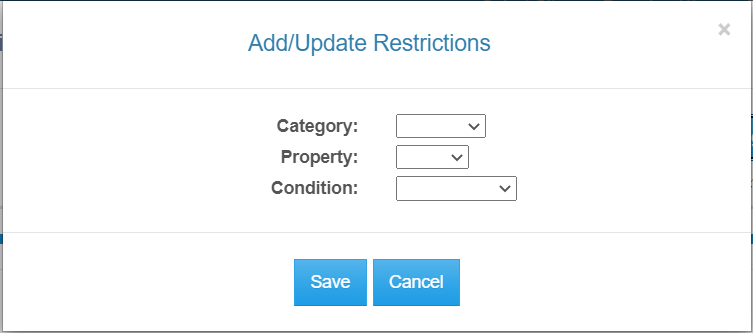 Add/Update Restrictions
×
Category:
Property:
Condition:
Save Cancel